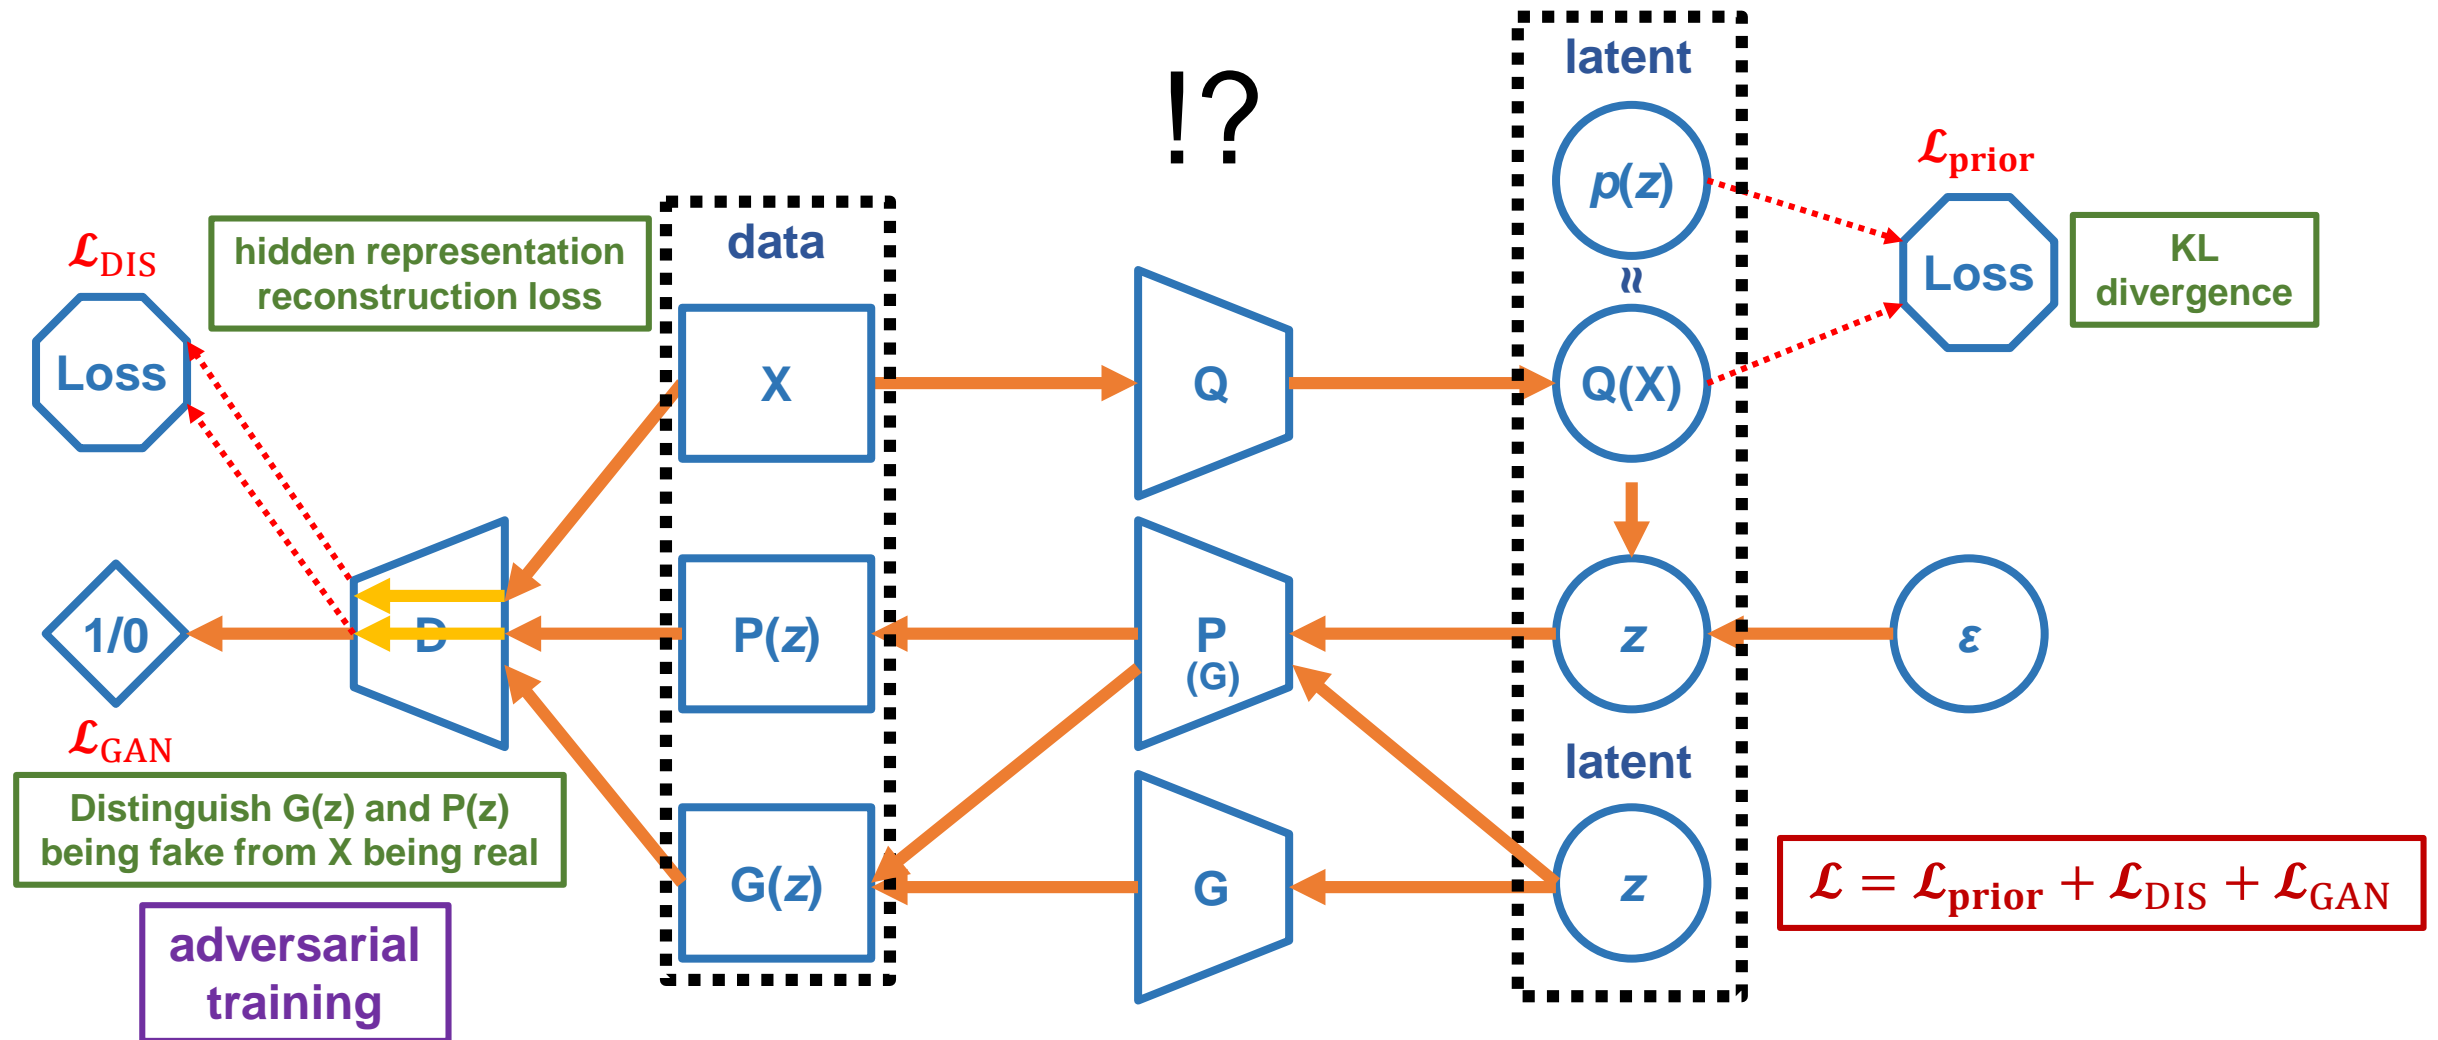 !?
latent
p(z)
≈
Q(X)
z
ε
latent
z
ℒprior
Loss
KL
divergence
ℒ = ℒprior + ℒDIS + ℒGAN
Q
P
(G)
G
data
X
P(z)
G(z)
hidden representation
reconstruction loss
ℒDIS
Loss
D
1/0
ℒGAN
Distinguish G(z) and P(z)
being fake from X being real
adversarial
training